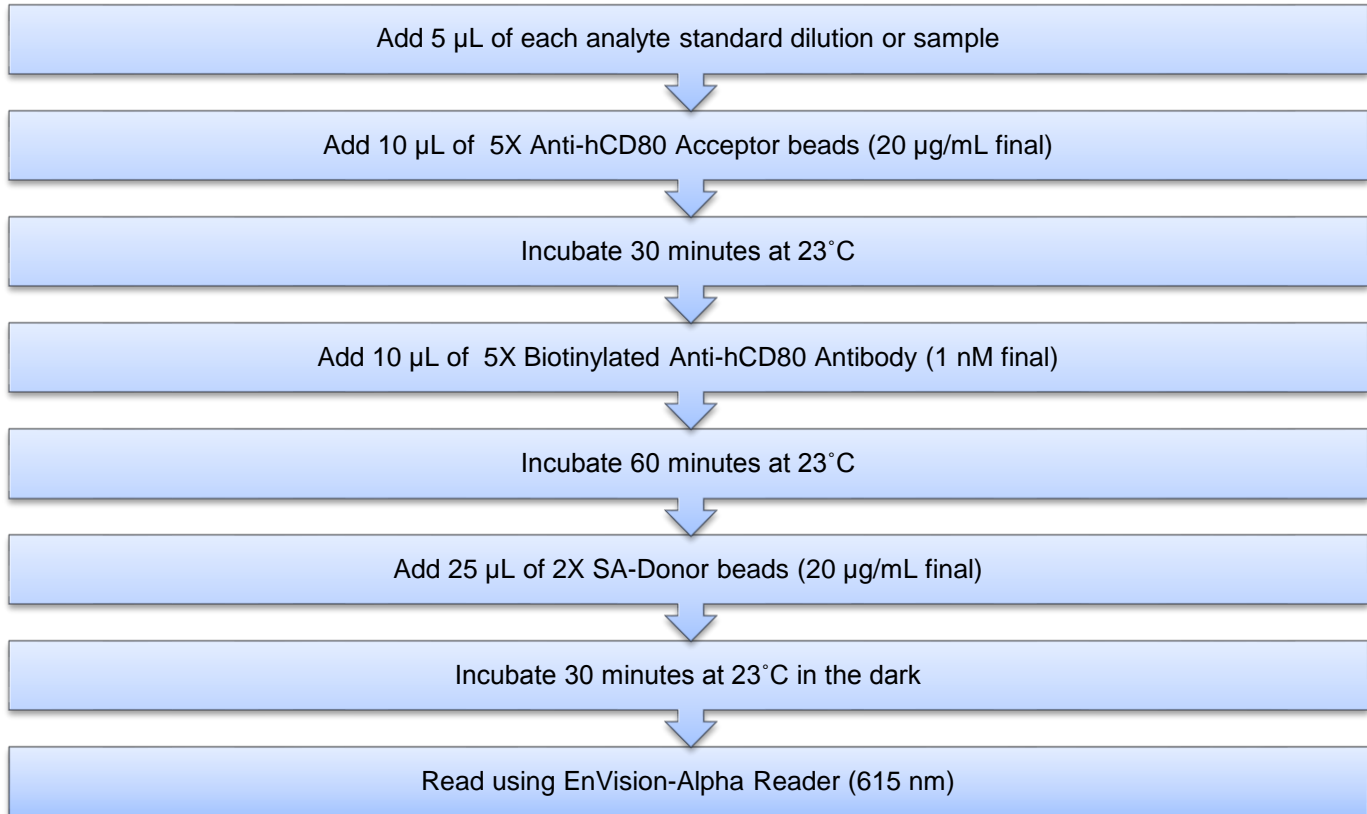 Add 5 µL of each analyte standard dilution or sample
Add 10 µL of  5X Anti-hCD80 Acceptor beads (20 µg/mL final)
Incubate 30 minutes at 23˚C
Add 10 µL of  5X Biotinylated Anti-hCD80 Antibody (1 nM final)
Incubate 60 minutes at 23˚C
Add 25 µL of 2X SA-Donor beads (20 µg/mL final)
Incubate 30 minutes at 23˚C in the dark
Read using EnVision-Alpha Reader (615 nm)